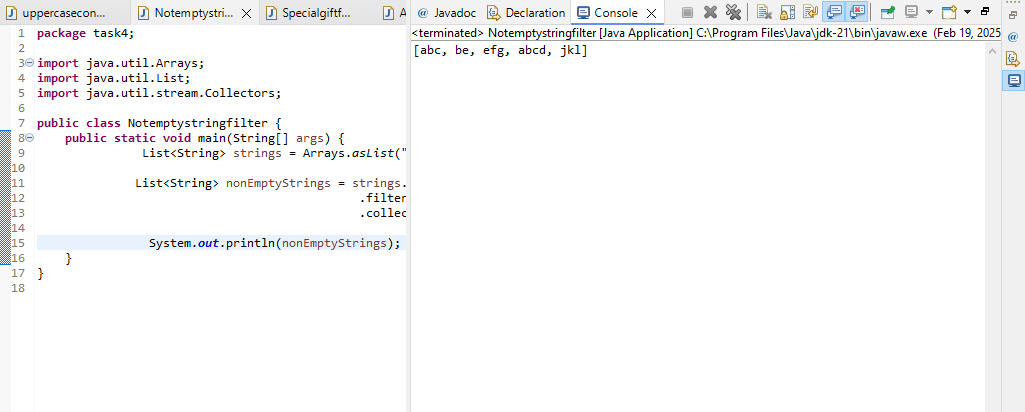 uppercasecon...
Notemptystri...
Specialgiftf...
A
Javadoc
Declaration
Console
<terminated> Notemptystringfilter [Java Application] C:\Program Files\Java\jdk-21\bin\javaw.exe (Feb 19, 2025
[abc, be, efg, abcd, jkl]
1 package task4;
2
3 import java.util.Arrays;
4 import java.util.List;
5 import java.util.stream.Collectors;
6
7 public class Notemptystringfilter {
8 public static void main(String[] args) {
9 List<String> strings = Arrays.asList("
10
11 List<String> nonEmptyStrings = strings.
12 .filter
13 .collec
14
15 System.out.println(nonEmptyStrings);
16 }
17 }
18